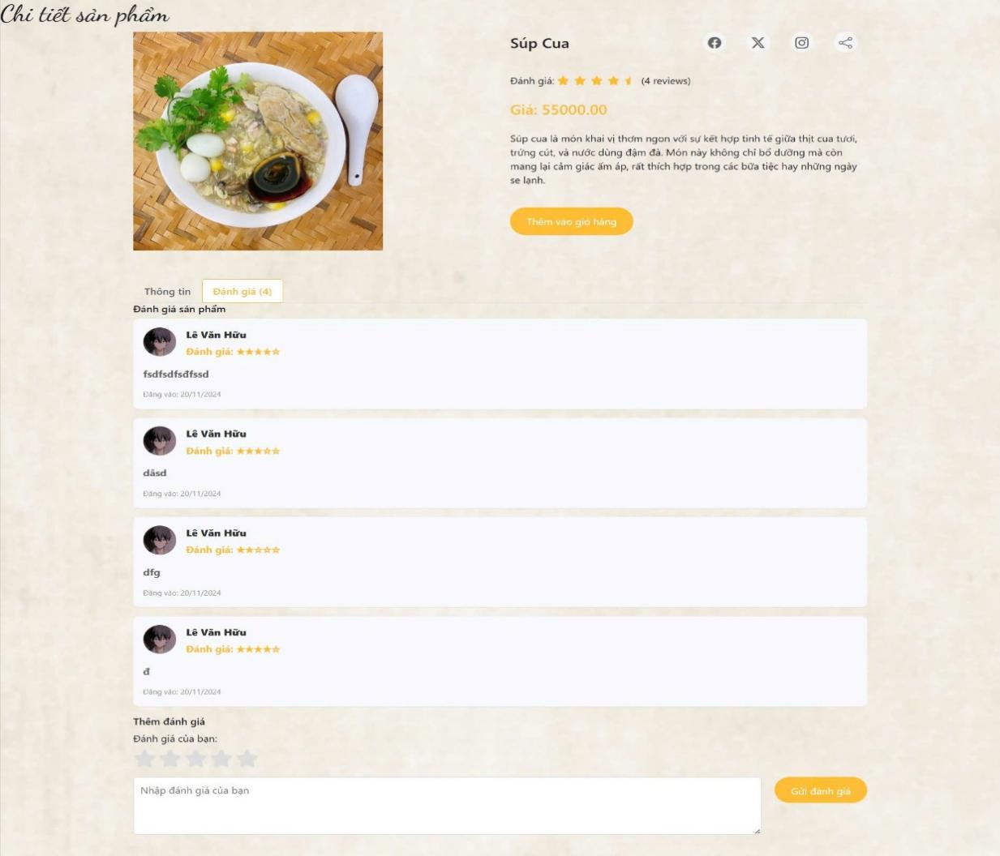 Chi tiết sản phẩm
Súp Cua
Đánh giá: (4 reviews)
Giá: 55000.00
Súp cua là món khai vị thơm ngon với sự kết hợp tinh tế giữa thịt cua tươi,
trứng cút, và nước dùng đậm đà. Món này không chỉ bổ dưỡng mà còn
mang lại cảm giác ấm áp, rất thích hợp trong các bữa tiệc hay những ngày
se lạnh.
Thêm vào giỏ hàng
Thông tin
Đánh giá (4)
Đánh giá sản phẩm
Lê Văn Hữu
Đánh giá: ★★★★☆
fsdfsdfsđfssd
Đăng vào: 20/11/2024
Lê Văn Hữu
Đánh giá: ★★★☆☆
dâsd
Đăng vào: 20/11/2024
Lê Văn Hữu
Đánh giá: ★★☆☆☆
dfg
Đăng vào: 20/11/2024
Lê Văn Hữu
Đánh giá: ★★★★☆
đ
Đăng vào: 20/11/2024
Thêm đánh giá
Đánh giá của bạn:
Nhập đánh giá của bạn
Gửi đánh giá